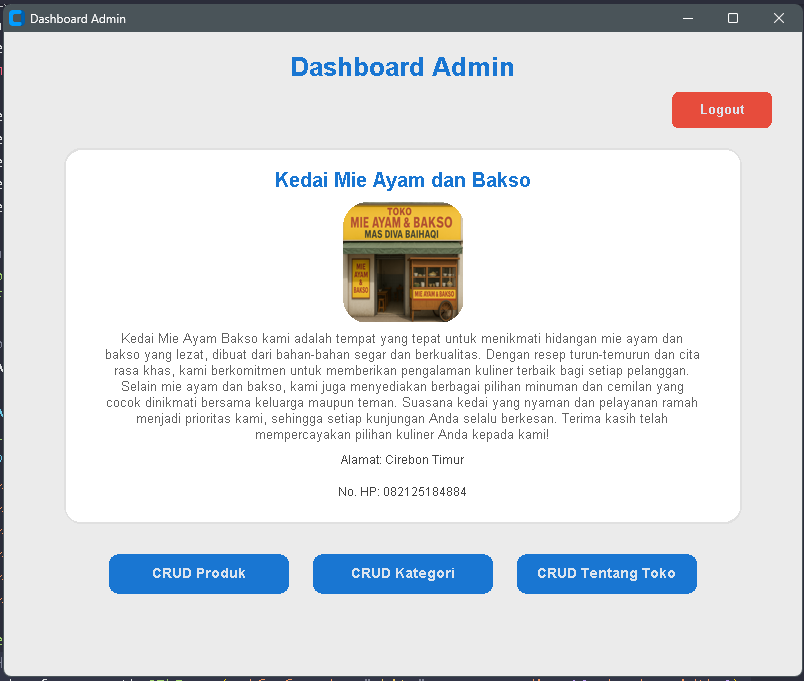 Dashboard Admin
Dashboard Admin
Logout
Kedai Mie Ayam dan Bakso
TOKO
MIE AYAM & BAKSO
MAS DIVA BAIHAQI
MIE
AYAM
&
BAKSO
MIE AYAM & BAKSO
Kedai Mie Ayam Bakso kami adalah tempat yang tepat untuk menikmati hidangan mie ayam dan
bakso yang lezat, dibuat dari bahan-bahan segar dan berkualitas. Dengan resep turun-temurun dan cita
rasa khas, kami berkomitmen untuk memberikan pengalaman kuliner terbaik bagi setiap pelanggan.
Selain mie ayam dan bakso, kami juga menyediakan berbagai pilihan minuman dan cemilan yang
cocok dinikmati bersama keluarga maupun teman. Suasana kedai yang nyaman dan pelayanan ramah
menjadi prioritas kami, sehingga setiap kunjungan Anda selalu berkesan. Terima kasih telah
mempercayakan pilihan kuliner Anda kepada kami!
Alamat: Cirebon Timur
No. HP: 082125184884
CRUD Produk
CRUD Kategori
CRUD Tentang Toko